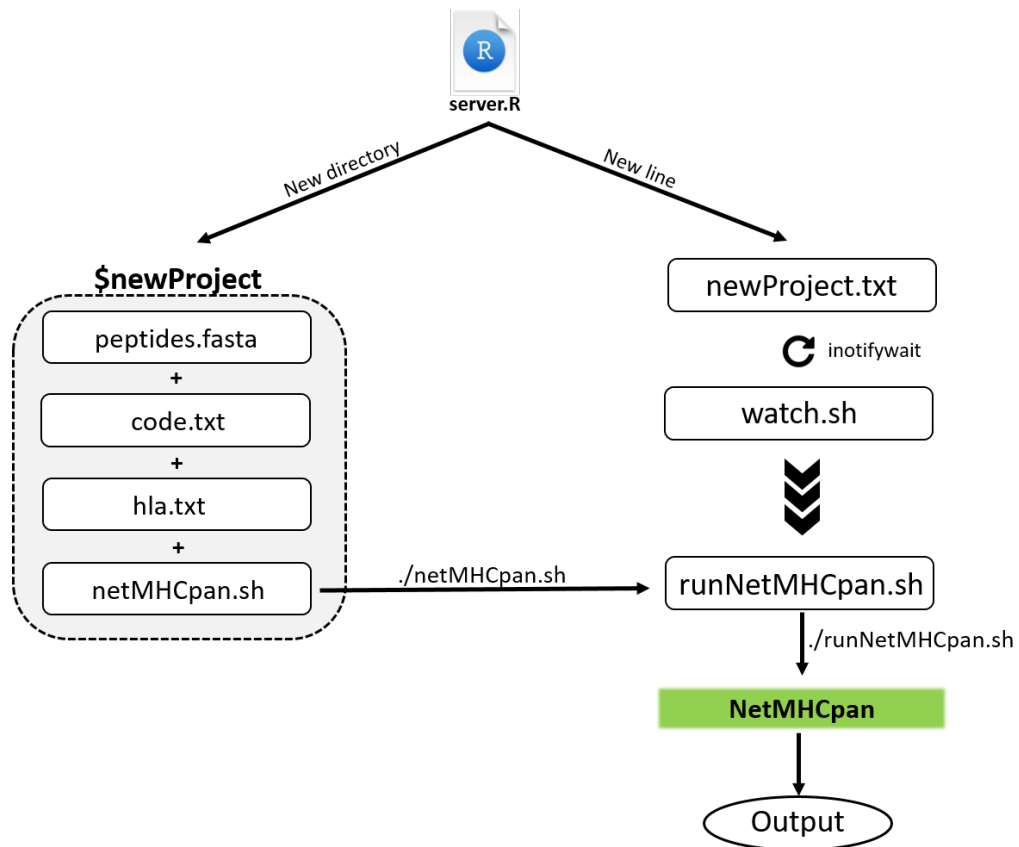 R
server.R
New directory
New line
$newProject
peptides.fasta
+
code.txt
+
hla.txt
+
netMHCpan.sh
./netMHCpan.sh
newProject.txt
inotifywait
watch.sh
runNetMHCpan.sh
./runNetMHCpan.sh
NetMHCpan
Output